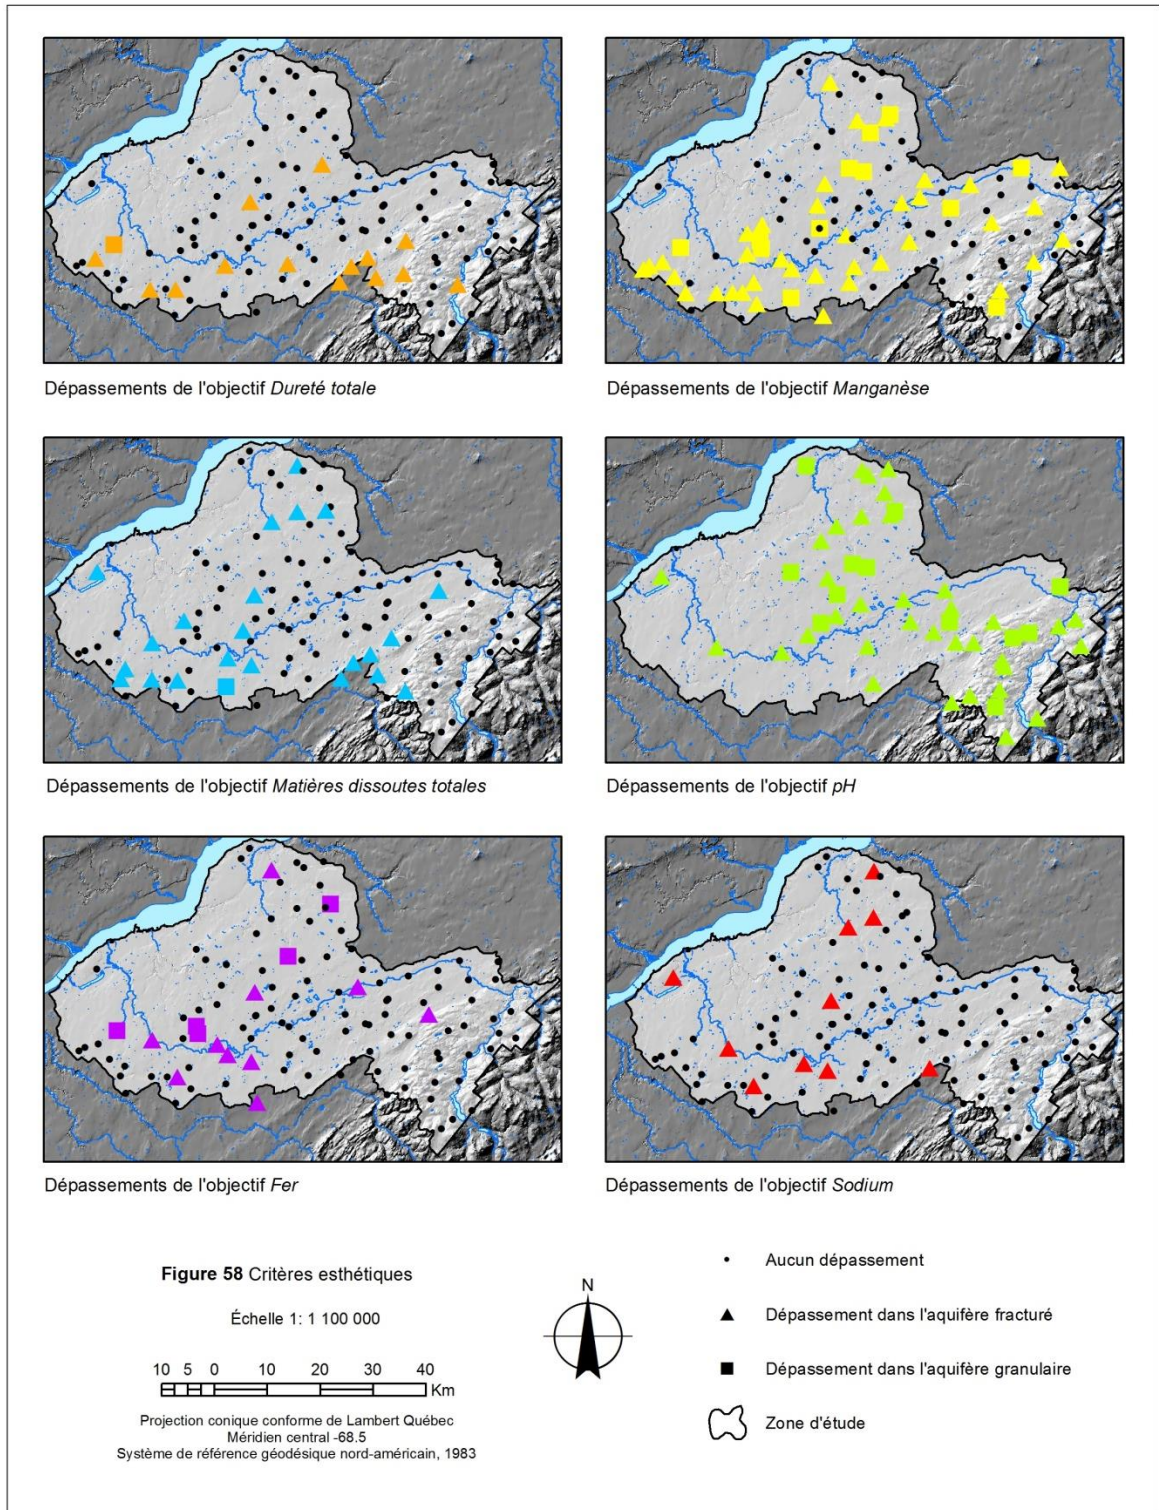 Dépassements de l'objectif Dureté totale
Dépassements de l'objectif Manganèse
Dépassements de l'objectif Matières dissoutes totales
Dépassements de l'objectif pH
Dépassements de l'objectif Fer
Dépassements de l'objectif Sodium
Figure 58 Critères esthétiques
Échelle 1: 1 100 000
10 5 0 10 20 30 40
Km
Projection conique conforme de Lambert Québec
Méridien central -68.5
Système de référence géodésique nord-américain, 1983
N
Aucun dépassement
Dépassement dans l'aquifère fracturé
Dépassement dans l'aquifère granulaire
Zone d'étude